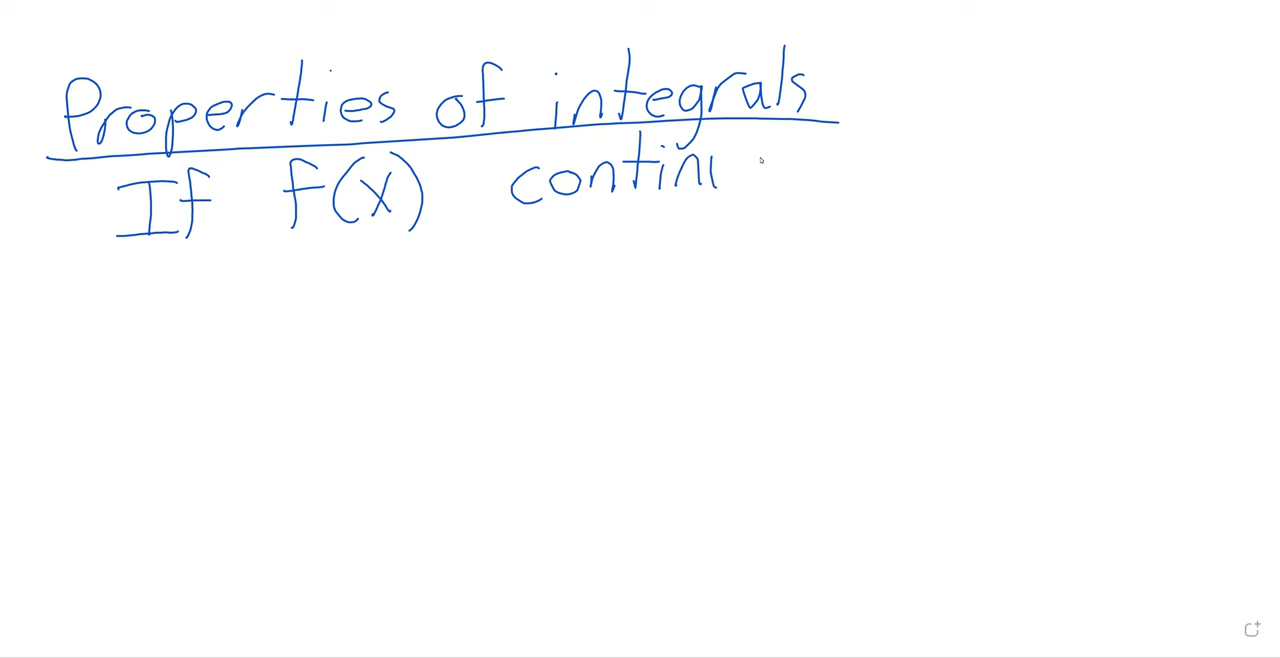 Properties of integrals
If f(x) contin